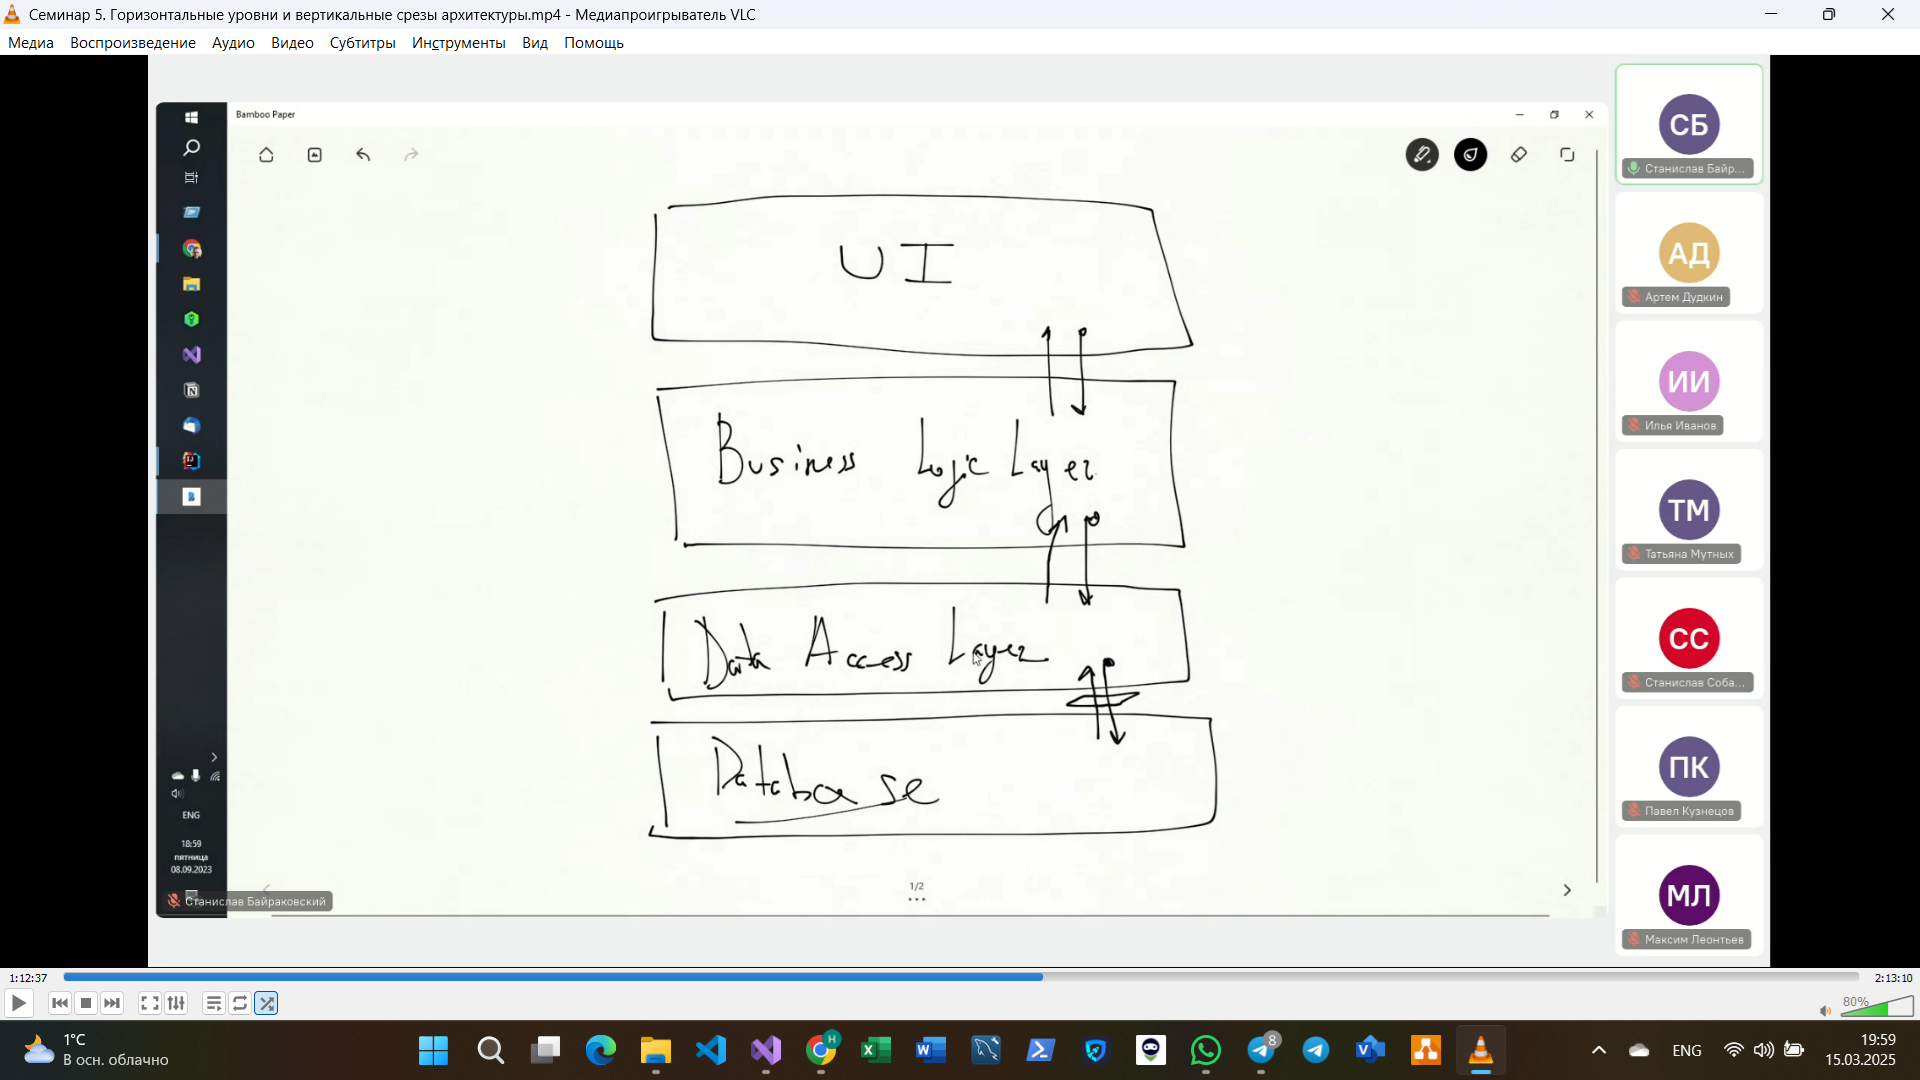 Семинар 5. Горизонтальные уровни и вертикальные срезы архитектуры.mp4 - Медиапроигрыватель VLC
Медиа Воспроизведение Аудио Видео Субтитры Инструменты Вид Помощь
Bamboo Paper
UI
Business Logic Layer
Data Access Layer
Database
ENG
18:59
пятница
08.09.2023
Станислав Байраковский
1/2
СБ
Станислав Байр...
АД
Артем Дудкин
ИИ
Илья Иванов
ТМ
Татьяна Мутных
СС
Станислав Соба...
ПК
Павел Кузнецов
МЛ
Максим Леонтьев
1:12:37
2:13:10
80%
1°C
В осн. облачно
H
8
ENG
19:59
15.03.2025